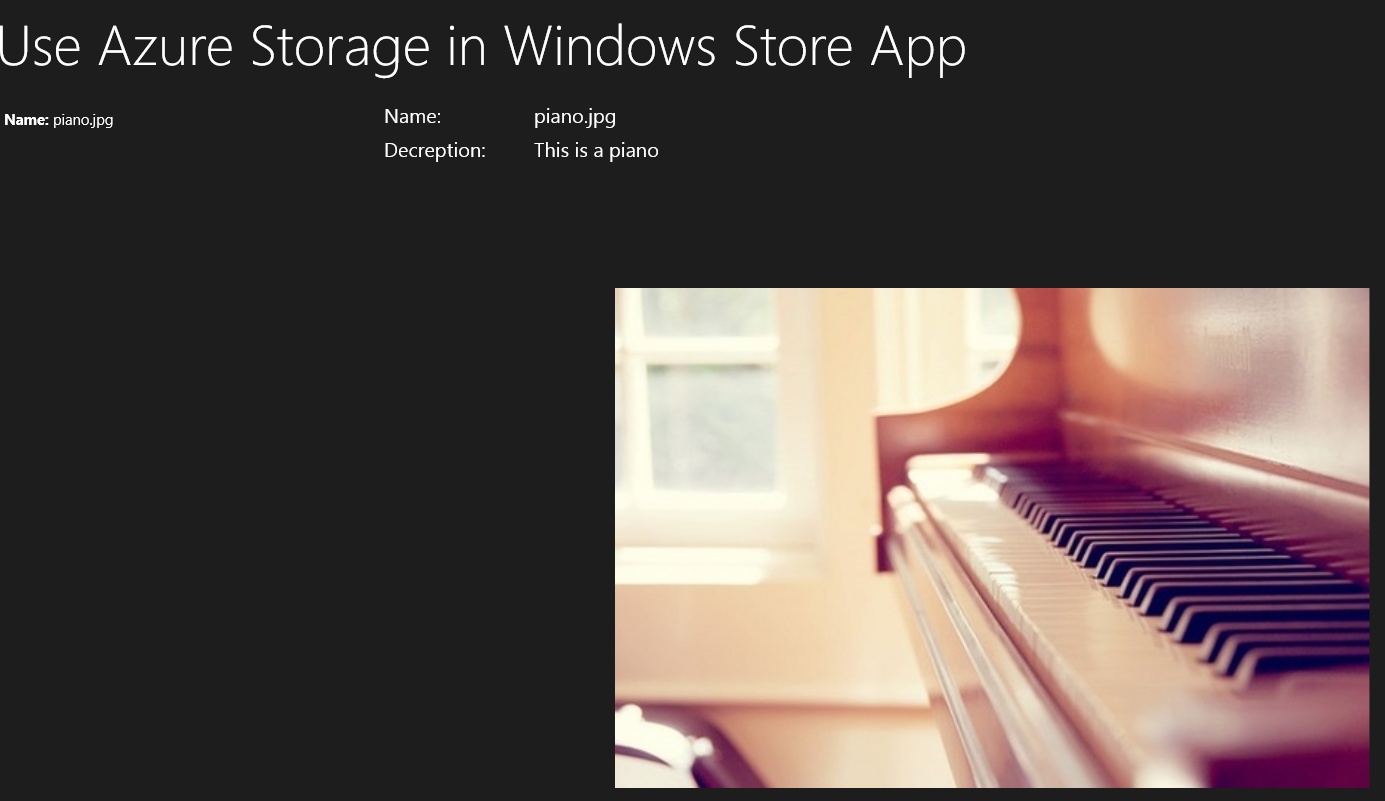 Use Azure Storage in Windows Store App
Name: piano.jpg
Name: piano.jpg
Decreption: This is a piano